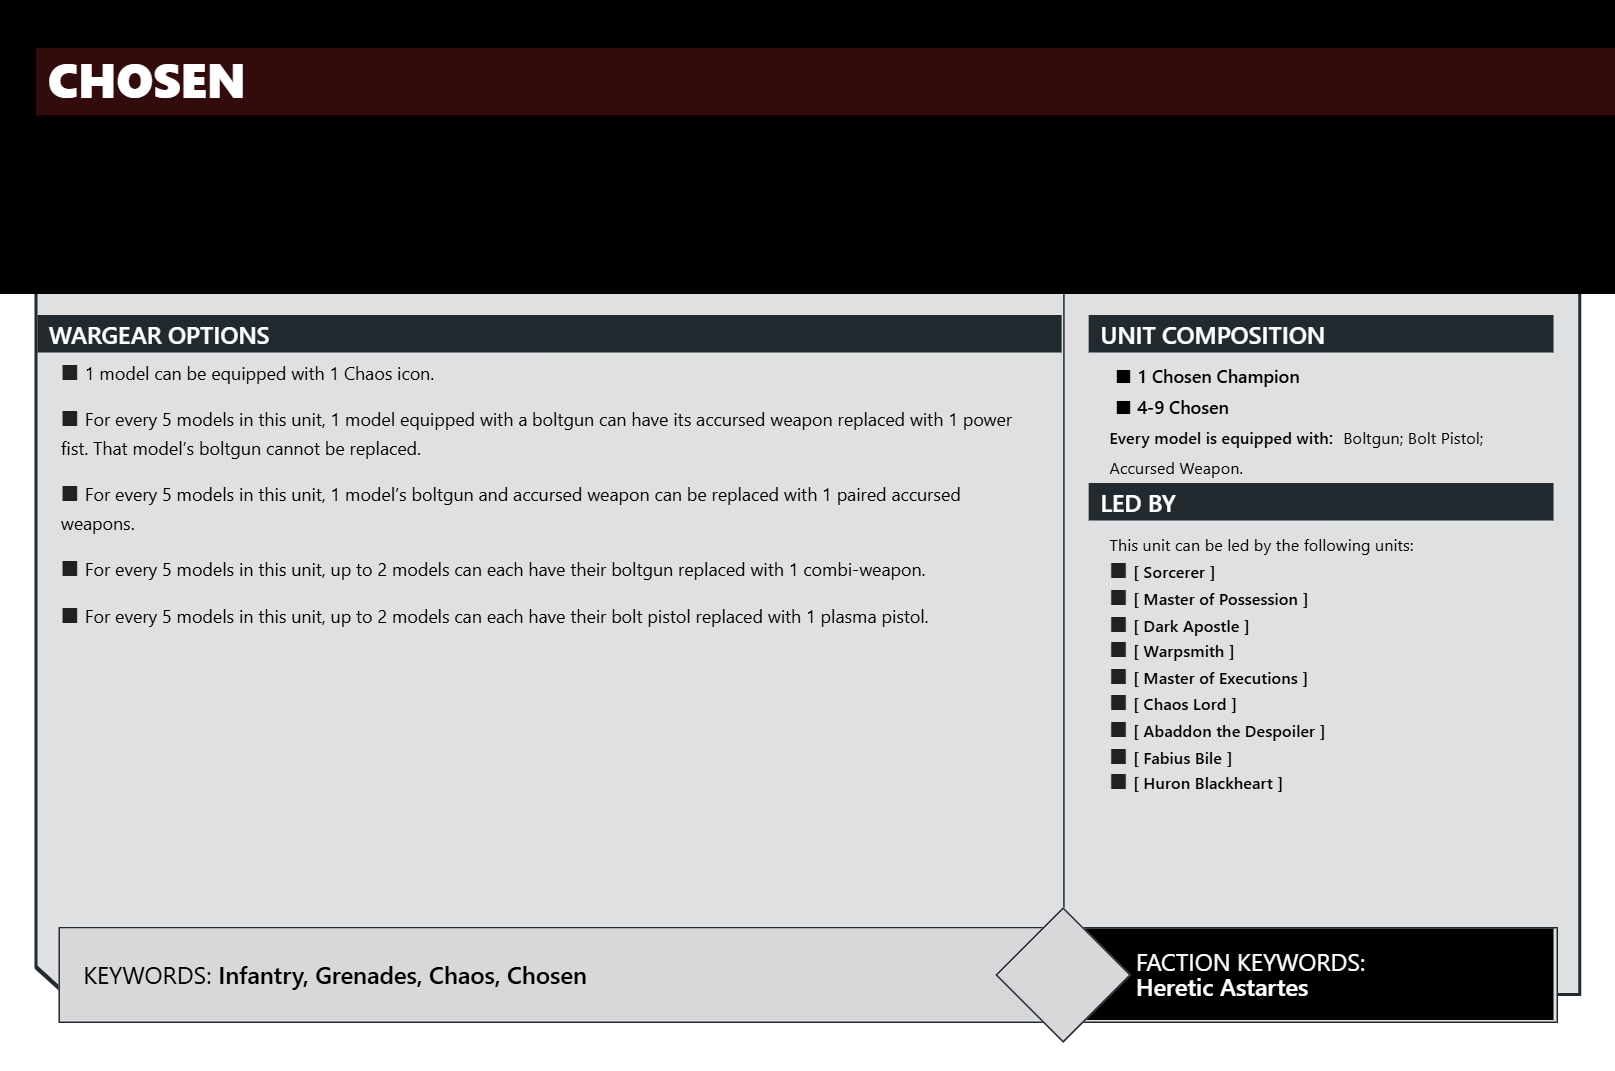 CHOSEN
WARGEAR OPTIONS
■ 1 model can be equipped with 1 Chaos icon.
■ For every 5 models in this unit, 1 model equipped with a boltgun can have its accursed weapon replaced with 1 power
fist. That model’s boltgun cannot be replaced.
■ For every 5 models in this unit, 1 model’s boltgun and accursed weapon can be replaced with 1 paired accursed
weapons.
■ For every 5 models in this unit, up to 2 models can each have their boltgun replaced with 1 combi-weapon.
■ For every 5 models in this unit, up to 2 models can each have their bolt pistol replaced with 1 plasma pistol.
UNIT COMPOSITION
■ 1 Chosen Champion
■ 4-9 Chosen
Every model is equipped with: Boltgun; Bolt Pistol;
Accursed Weapon.
LED BY
This unit can be led by the following units:
■ [ Sorcerer ]
■ [ Master of Possession ]
■ [ Dark Apostle ]
■ [ Warpsmith ]
■ [ Master of Executions ]
■ [ Chaos Lord ]
■ [ Abaddon the Despoiler ]
■ [ Fabius Bile ]
■ [ Huron Blackheart ]
KEYWORDS: Infantry, Grenades, Chaos, Chosen
FACTION KEYWORDS:
Heretic Astartes